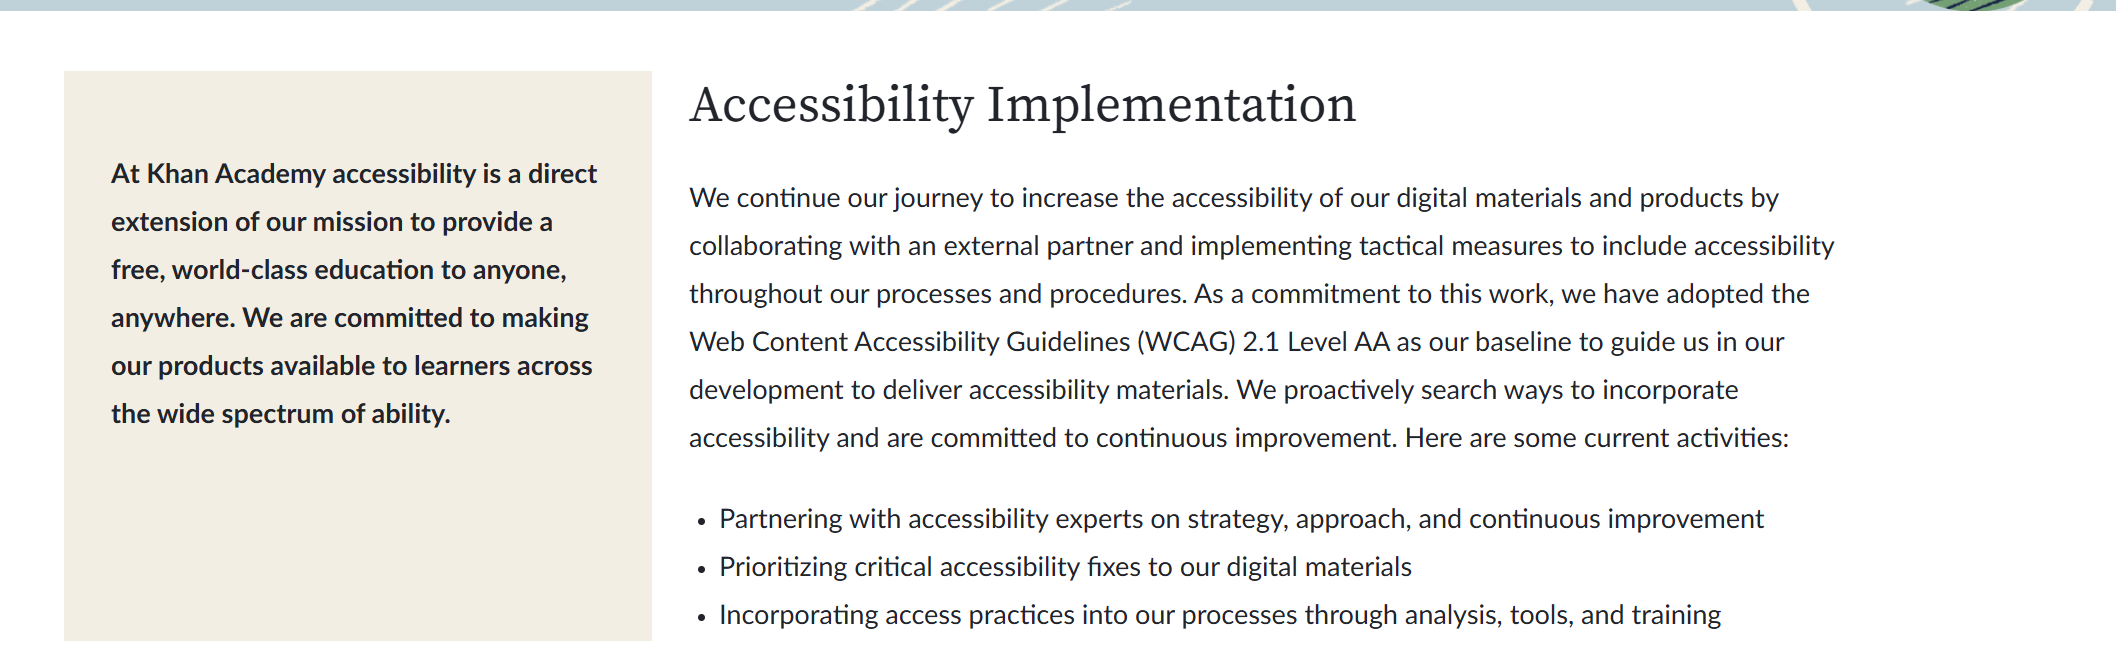 At Khan Academy accessibility is a direct
extension of our mission to provide a
free, world-class education to anyone,
anywhere. We are committed to making
our products available to learners across
the wide spectrum of ability.
Accessibility Implementation
We continue our journey to increase the accessibility of our digital materials and products by
collaborating with an external partner and implementing tactical measures to include accessibility
throughout our processes and procedures. As a commitment to this work, we have adopted the
Web Content Accessibility Guidelines (WCAG) 2.1 Level AA as our baseline to guide us in our
development to deliver accessibility materials. We proactively search ways to incorporate
accessibility and are committed to continuous improvement. Here are some current activities:
• Partnering with accessibility experts on strategy, approach, and continuous improvement
• Prioritizing critical accessibility fixes to our digital materials
• Incorporating access practices into our processes through analysis, tools, and training